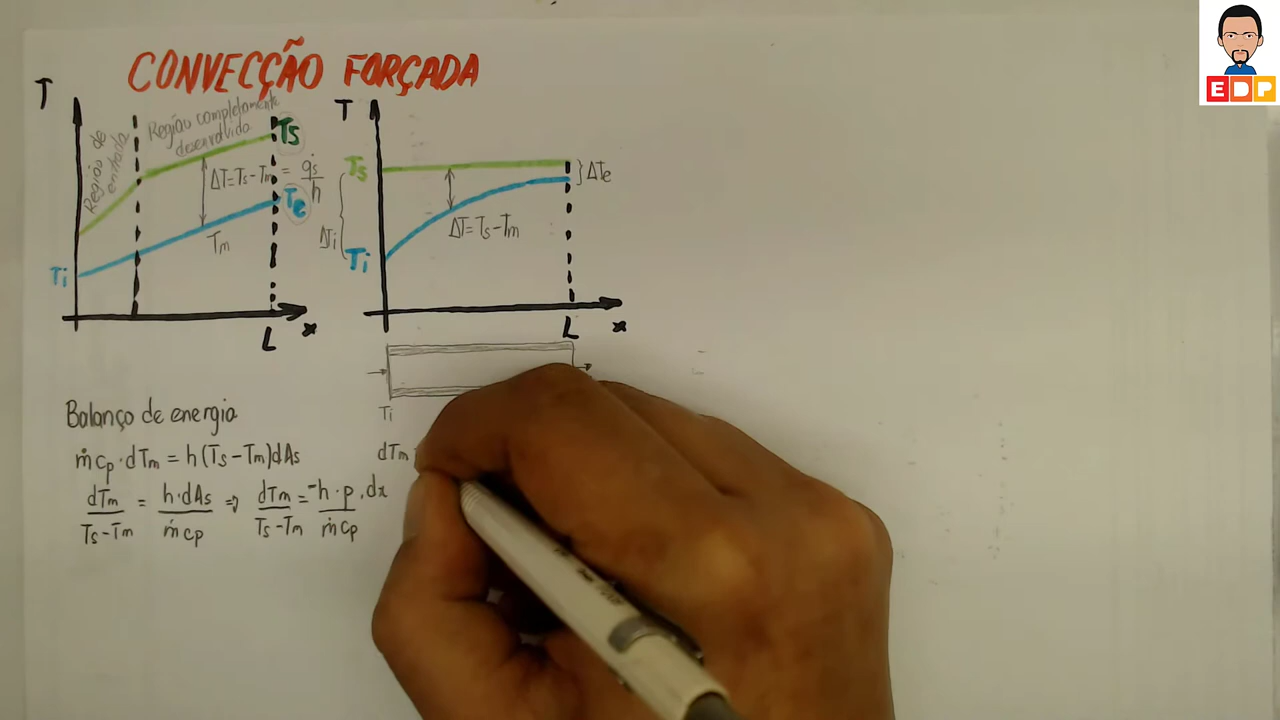 CONVECÇÃO FORÇADA
EDP
T
Região de
entrada
Região completamente
desenvolvida
Ts
ΔT=Ts-Tm = q̇s/h
Te
Tm
Ti
L
x
T
Ts
ΔTe
ΔTi
ΔT=Ts-Tm
Ti
L
x
Ti
Balanço de energia
ṁcp·dTm = h(Ts-Tm)dAs
dTm
dTm/Ts-Tm = h·dAs/ṁcp ⇒ dTm/Ts-Tm = -h·p·dx/ṁcp